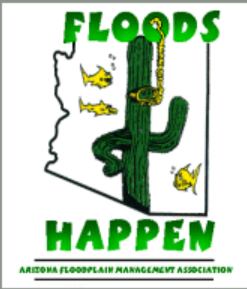 FLOODS
HAPPEN
ARIZONA FLOODPLAIN MANAGEMENT ASSOCIATION